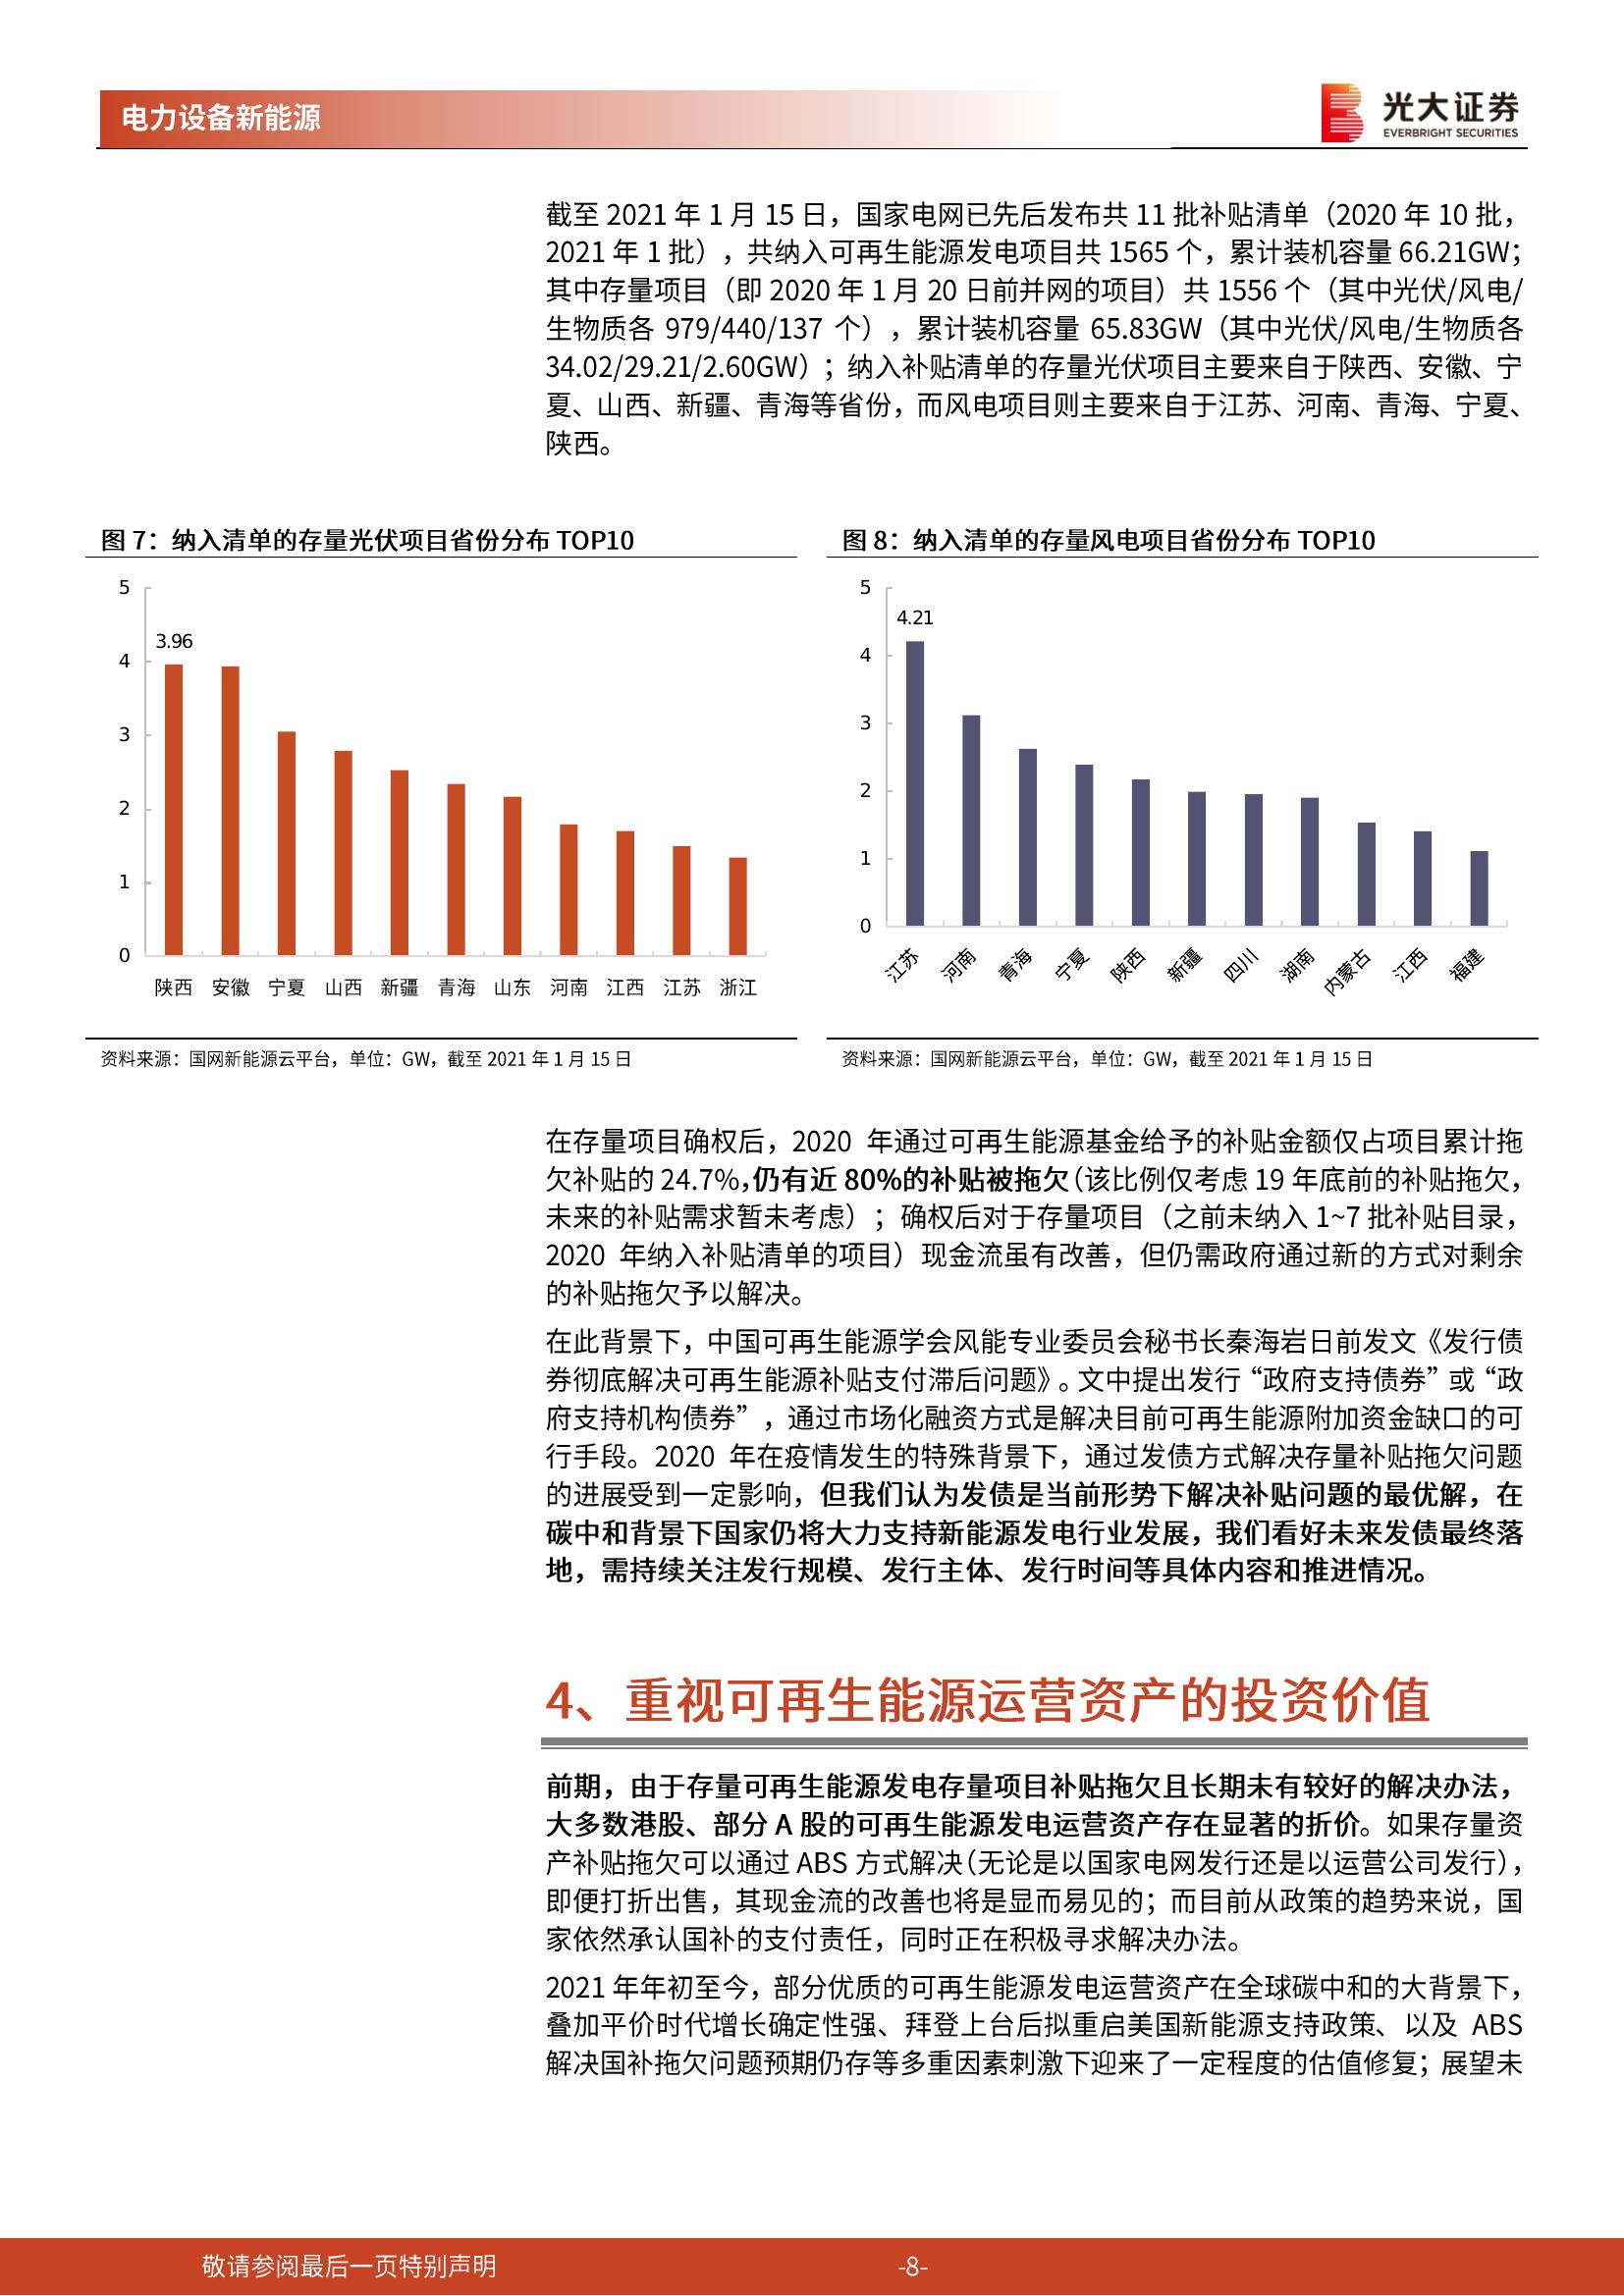 电力设备新能源
光大证券
EVERBRIGHT SECURITIES
截至 2021 年 1 月 15 日，国家电网已先后发布共 11 批补贴清单（2020 年 10 批，
2021 年 1 批），共纳入可再生能源发电项目共 1565 个，累计装机容量 66.21GW；
其中存量项目（即 2020 年 1 月 20 日前并网的项目）共 1556 个（其中光伏/风电/
生物质各 979/440/137 个），累计装机容量 65.83GW（其中光伏/风电/生物质各
34.02/29.21/2.60GW）；纳入补贴清单的存量光伏项目主要来自于陕西、安徽、宁
夏、山西、新疆、青海等省份，而风电项目则主要来自于江苏、河南、青海、宁夏、
陕西。
图 7：纳入清单的存量光伏项目省份分布 TOP10
5
4
3
2
1
0
3.96
陕西 安徽 宁夏 山西 新疆 青海 山东 河南 江西 江苏 浙江
资料来源：国网新能源云平台，单位：GW，截至 2021 年 1 月 15 日
图 8：纳入清单的存量风电项目省份分布 TOP10
5
4
3
2
1
0
4.21
江苏 河南 青海 宁夏 陕西 新疆 四川 湖南 内蒙古 江西 福建
资料来源：国网新能源云平台，单位：GW，截至 2021 年 1 月 15 日
在存量项目确权后，2020 年通过可再生能源基金给予的补贴金额仅占项目累计拖
欠补贴的 24.7%，仍有近 80%的补贴被拖欠（该比例仅考虑 19 年底前的补贴拖欠，
未来的补贴需求暂未考虑）；确权后对于存量项目（之前未纳入 1~7 批补贴目录，
2020 年纳入补贴清单的项目）现金流虽有改善，但仍需政府通过新的方式对剩余
的补贴拖欠予以解决。
在此背景下，中国可再生能源学会风能专业委员会秘书长秦海岩日前发文《发行债
券彻底解决可再生能源补贴支付滞后问题》。文中提出发行“政府支持债券”或“政
府支持机构债券”，通过市场化融资方式是解决目前可再生能源附加资金缺口的可
行手段。2020 年在疫情发生的特殊背景下，通过发债方式解决存量补贴拖欠问题
的进展受到一定影响，但我们认为发债是当前形势下解决补贴问题的最优解，在
碳中和背景下国家仍将大力支持新能源发电行业发展，我们看好未来发债最终落
地，需持续关注发行规模、发行主体、发行时间等具体内容和推进情况。
4、重视可再生能源运营资产的投资价值
前期，由于存量可再生能源发电存量项目补贴拖欠且长期未有较好的解决办法，
大多数港股、部分 A 股的可再生能源发电运营资产存在显著的折价。如果存量资
产补贴拖欠可以通过 ABS 方式解决（无论是以国家电网发行还是以运营公司发行），
即便打折出售，其现金流的改善也将是显而易见的；而目前从政策的趋势来说，国
家依然承认国补的支付责任，同时正在积极寻求解决办法。
2021 年年初至今，部分优质的可再生能源发电运营资产在全球碳中和的大背景下，
叠加平价时代增长确定性强、拜登上台后拟重启美国新能源支持政策、以及 ABS
解决国补拖欠问题预期仍存等多重因素刺激下迎来了一定程度的估值修复；展望未
敬请参阅最后一页特别声明
-8-